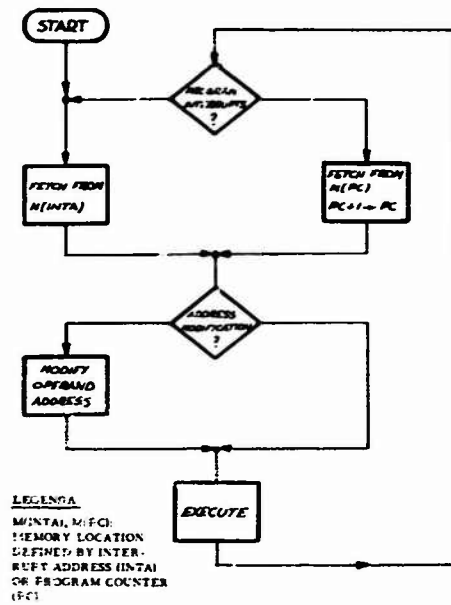 START
PROGRAM
INTERRUPTS
?
FETCH FROM
M(INTA)
FETCH FROM
M(PC)
PC+1→PC
ADDRESS
MODIFICATION
?
MODIFY
OPERAND
ADDRESS
EXECUTE
LEGENDA
M(INTA), M(PC):
MEMORY LOCATION
DEFINED BY INTER-
RUPT ADDRESS (INTA)
OR PROGRAM COUNTER
(PC)